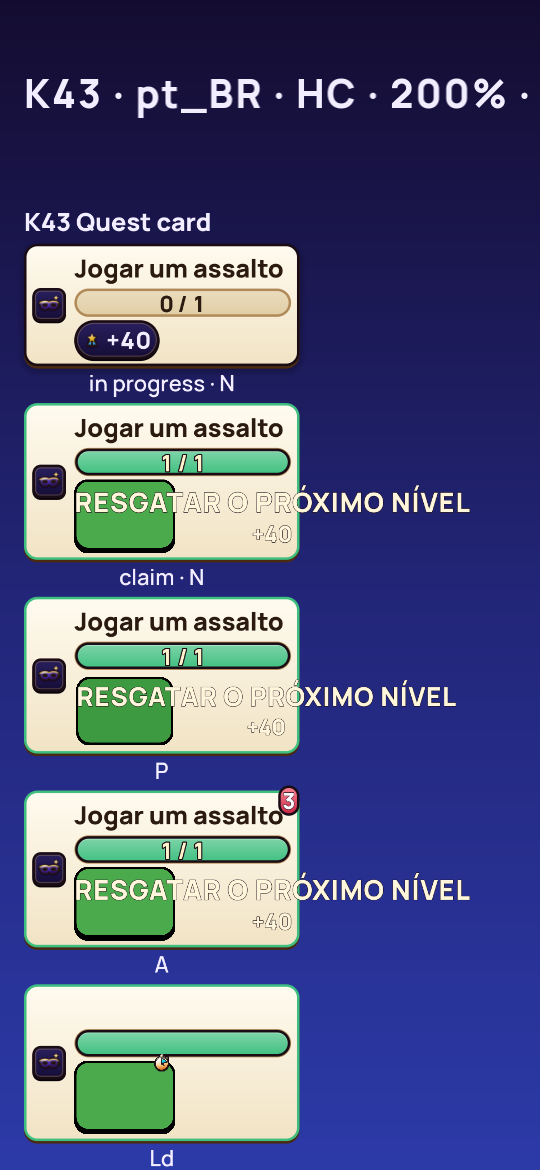 K43 · pt_BR · HC · 200% ·
K43 Quest card
Jogar um assalto
0 / 1
+40
in progress · N
Jogar um assalto
1 / 1
RESGATAR O PRÓXIMO NÍVEL
+40
claim · N
Jogar um assalto
1 / 1
RESGATAR O PRÓXIMO NÍVEL
+40
P
3
Jogar um assalto
1 / 1
RESGATAR O PRÓXIMO NÍVEL
+40
A
Ld